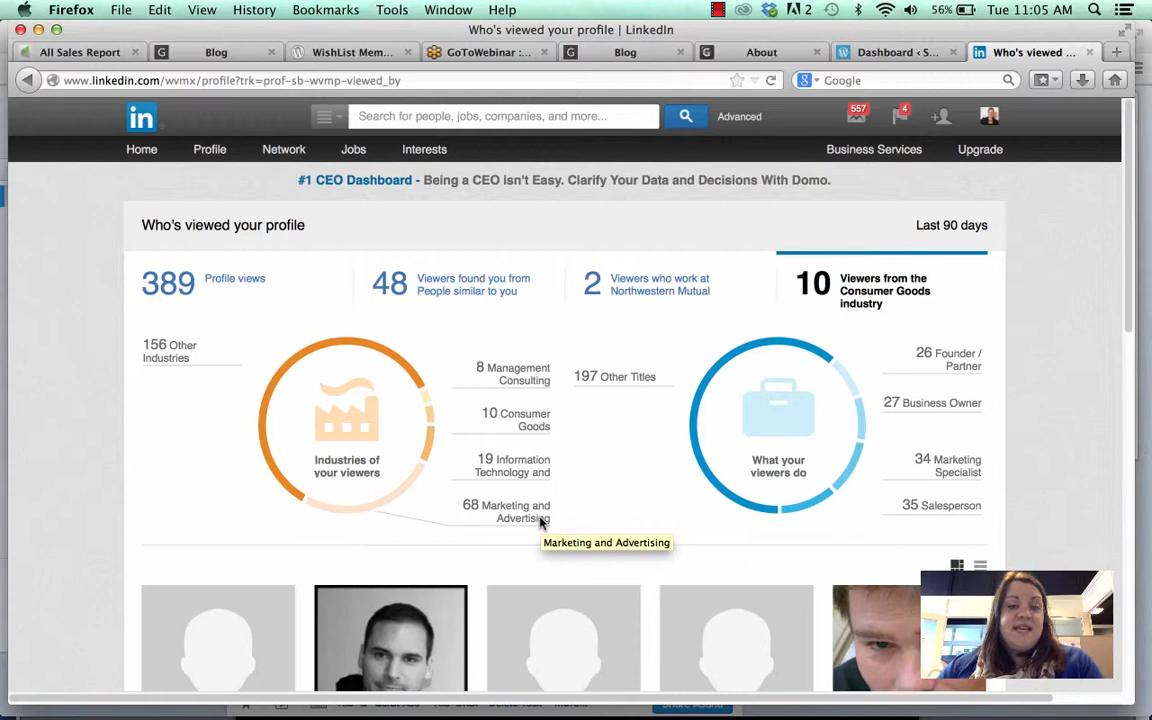 Firefox File Edit View History Bookmarks Tools Window Help
2 56% Tue 11:05 AM
Who's viewed your profile | LinkedIn
All Sales Report
G Blog
WishList Mem...
GoToWebinar :...
G Blog
G About
Dashboard ‹ S...
in Who's viewed ...
www.linkedin.com/wvmx/profile?trk=prof-sb-wvmp-viewed_by
Google
in
Search for people, jobs, companies, and more...
Advanced
557
4
Home Profile Network Jobs Interests
Business Services Upgrade
#1 CEO Dashboard - Being a CEO isn't Easy. Clarify Your Data and Decisions With Domo.
Who's viewed your profile
Last 90 days
389 Profile views
48 Viewers found you from
People similar to you
2 Viewers who work at
Northwestern Mutual
10 Viewers from the
Consumer Goods
industry
156 Other
Industries
Industries of
your viewers
8 Management
Consulting
10 Consumer
Goods
19 Information
Technology and
68 Marketing and
Advertising
Marketing and Advertising
197 Other Titles
What your
viewers do
26 Founder /
Partner
27 Business Owner
34 Marketing
Specialist
35 Salesperson